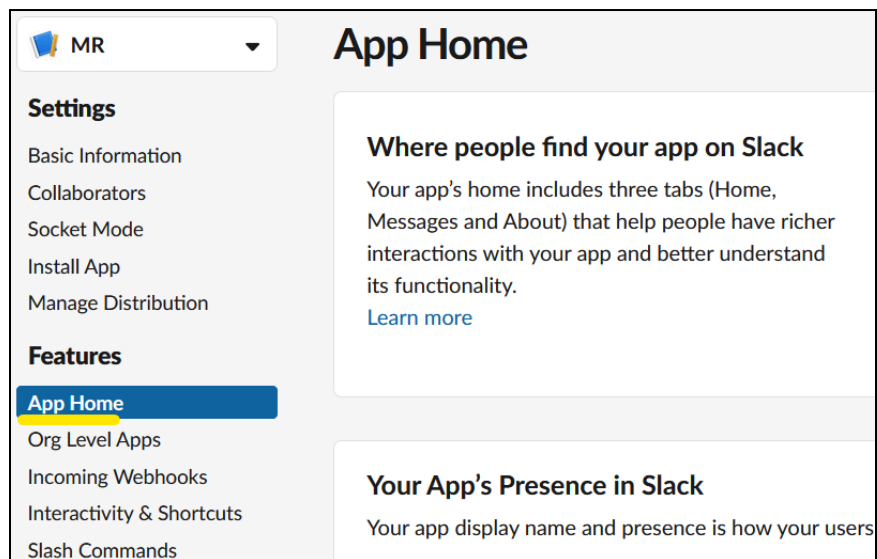 MR
Settings
Basic Information
Collaborators
Socket Mode
Install App
Manage Distribution
Features
App Home
Org Level Apps
Incoming Webhooks
Interactivity & Shortcuts
Slash Commands
App Home
Where people find your app on Slack
Your app’s home includes three tabs (Home,
Messages and About) that help people have richer
interactions with your app and better understand
its functionality.
Learn more
Your App’s Presence in Slack
Your app display name and presence is how your users